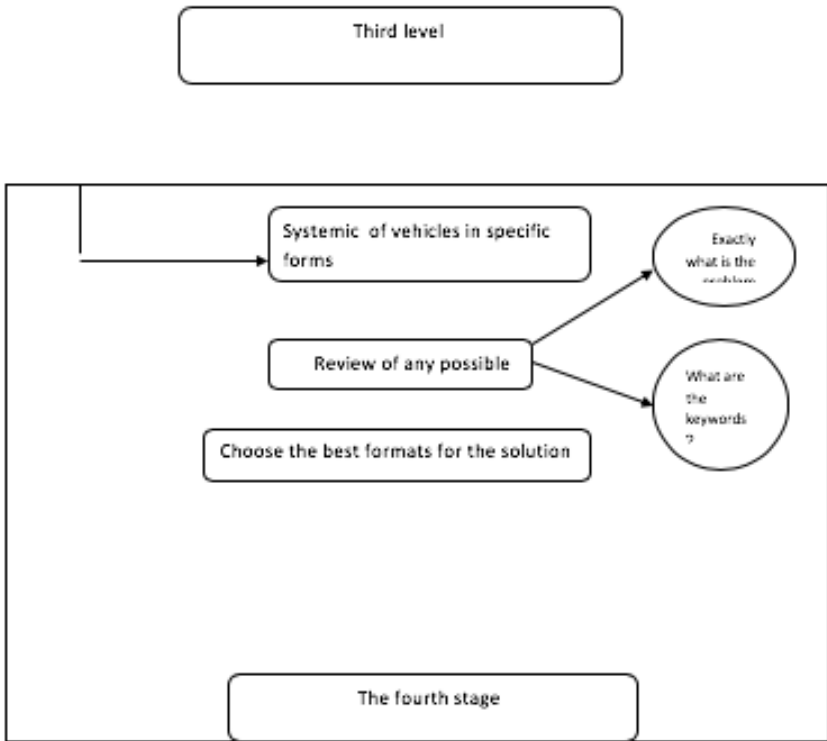 Third level
Systemic of vehicles in specific
forms
Exactly
what is the
problem
Review of any possible
What are
the
keywords
?
Choose the best formats for the solution
The fourth stage